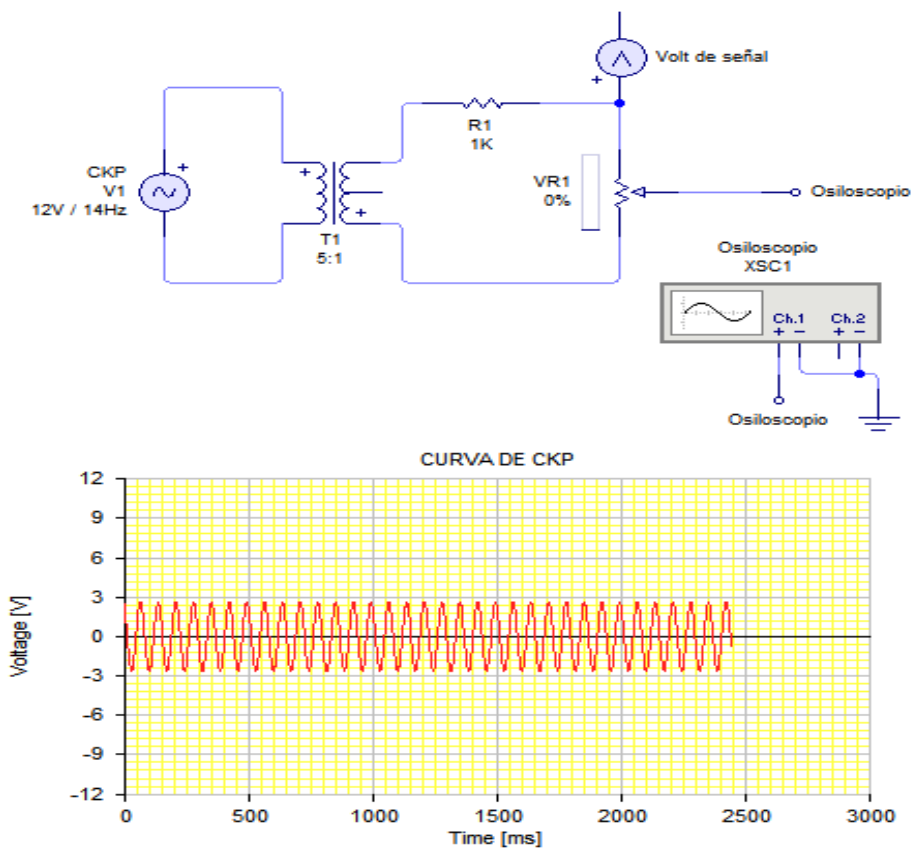 Volt de señal
R1
1K
CKP
V1
12V / 14Hz
T1
5:1
VR1
0%
Osiloscopio
Osiloscopio
XSC1
Ch.1
Ch.2
Osiloscopio
CURVA DE CKP
Voltage [V]
12
9
6
3
0
-3
-6
-9
-12
0
500
1000
1500
2000
2500
3000
Time [ms]